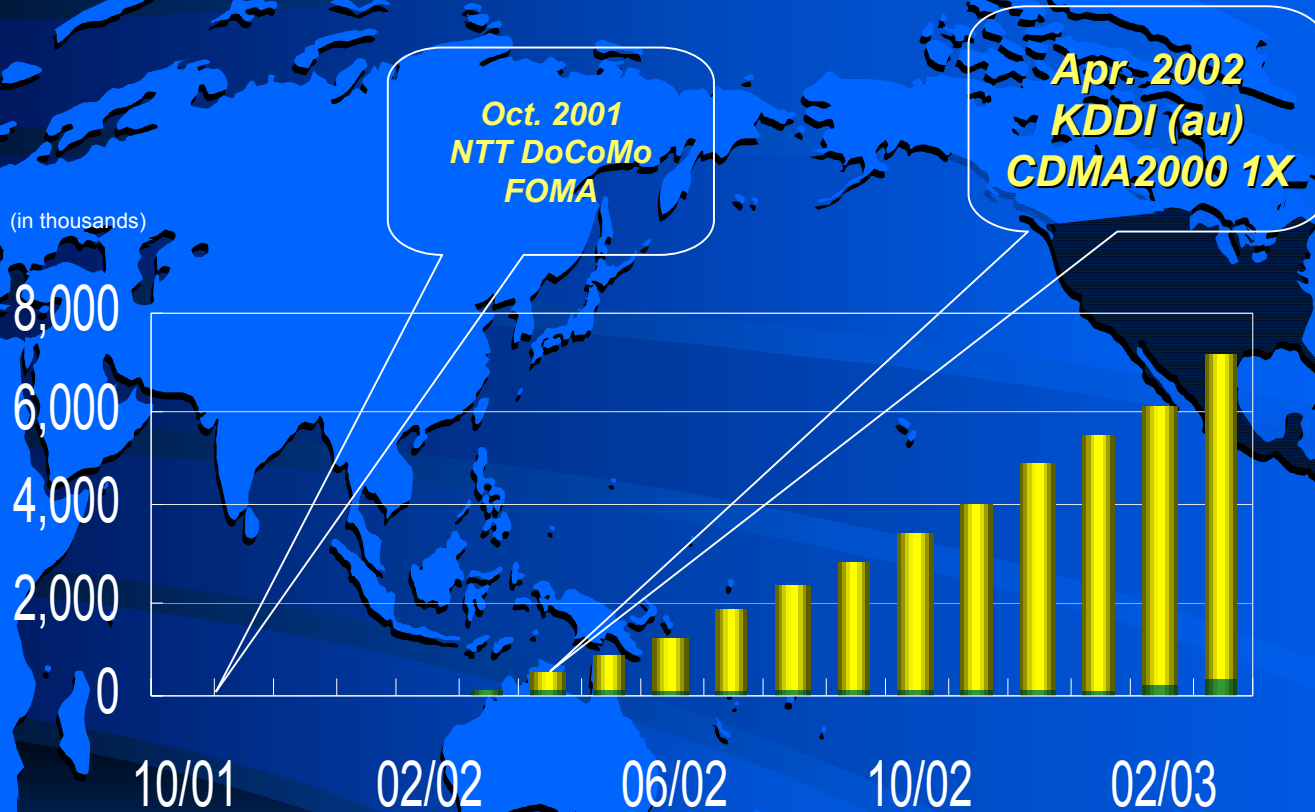 Oct. 2001
NTT DoCoMo
FOMA
Apr. 2002
KDDI (au)
CDMA2000 1X
(in thousands)
8,000
6,000
4,000
2,000
0
10/01 02/02 06/02 10/02 02/03